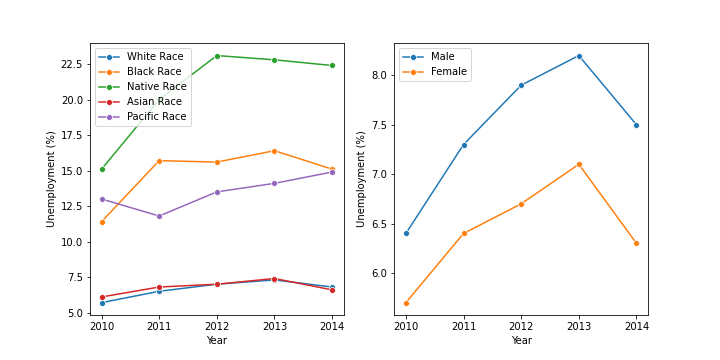 White Race
Black Race
Native Race
Asian Race
Pacific Race
22.5
20.0
17.5
15.0
12.5
10.0
7.5
5.0
Unemployment (%)
2010 2011 2012 2013 2014
Year
Male
Female
8.0
7.5
7.0
6.5
6.0
Unemployment (%)
2010 2011 2012 2013 2014
Year